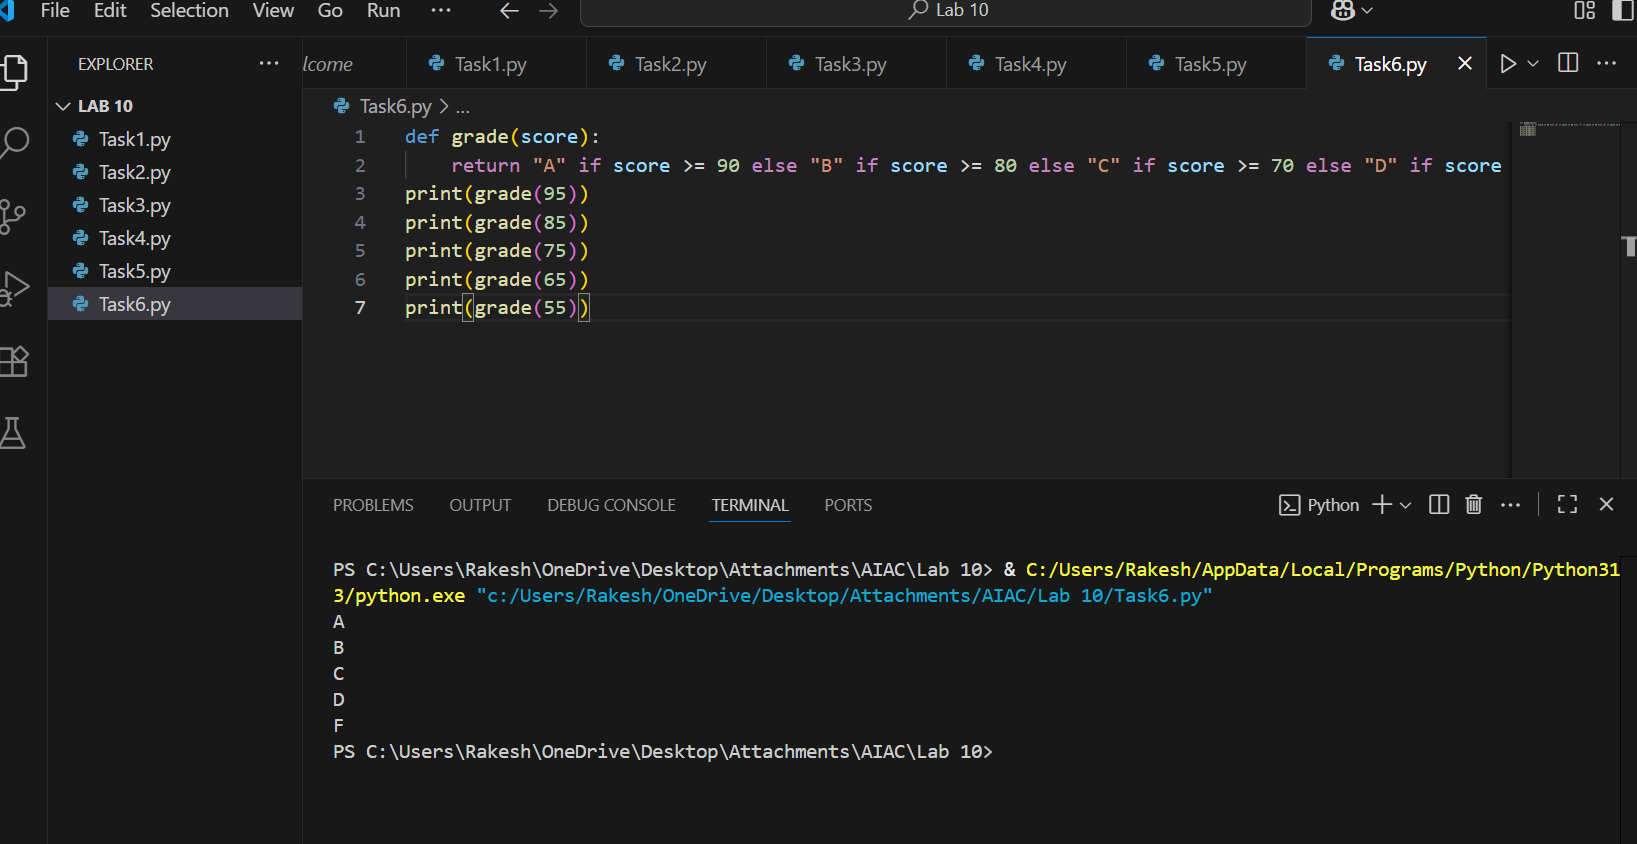 File Edit Selection View Go Run ··· Lab 10
EXPLORER ···
lcome Task1.py Task2.py Task3.py Task4.py Task5.py Task6.py
LAB 10
Task1.py
Task2.py
Task3.py
Task4.py
Task5.py
Task6.py
Task6.py > ...
1 def grade(score):
2 return "A" if score >= 90 else "B" if score >= 80 else "C" if score >= 70 else "D" if score
3 print(grade(95))
4 print(grade(85))
5 print(grade(75))
6 print(grade(65))
7 print(grade(55))
PROBLEMS OUTPUT DEBUG CONSOLE TERMINAL PORTS Python
PS C:\Users\Rakesh\OneDrive\Desktop\Attachments\AIAC\Lab 10> & C:/Users/Rakesh/AppData/Local/Programs/Python/Python31
3/python.exe "c:/Users/Rakesh/OneDrive/Desktop/Attachments/AIAC/Lab 10/Task6.py"
A
B
C
D
F
PS C:\Users\Rakesh\OneDrive\Desktop\Attachments\AIAC\Lab 10>